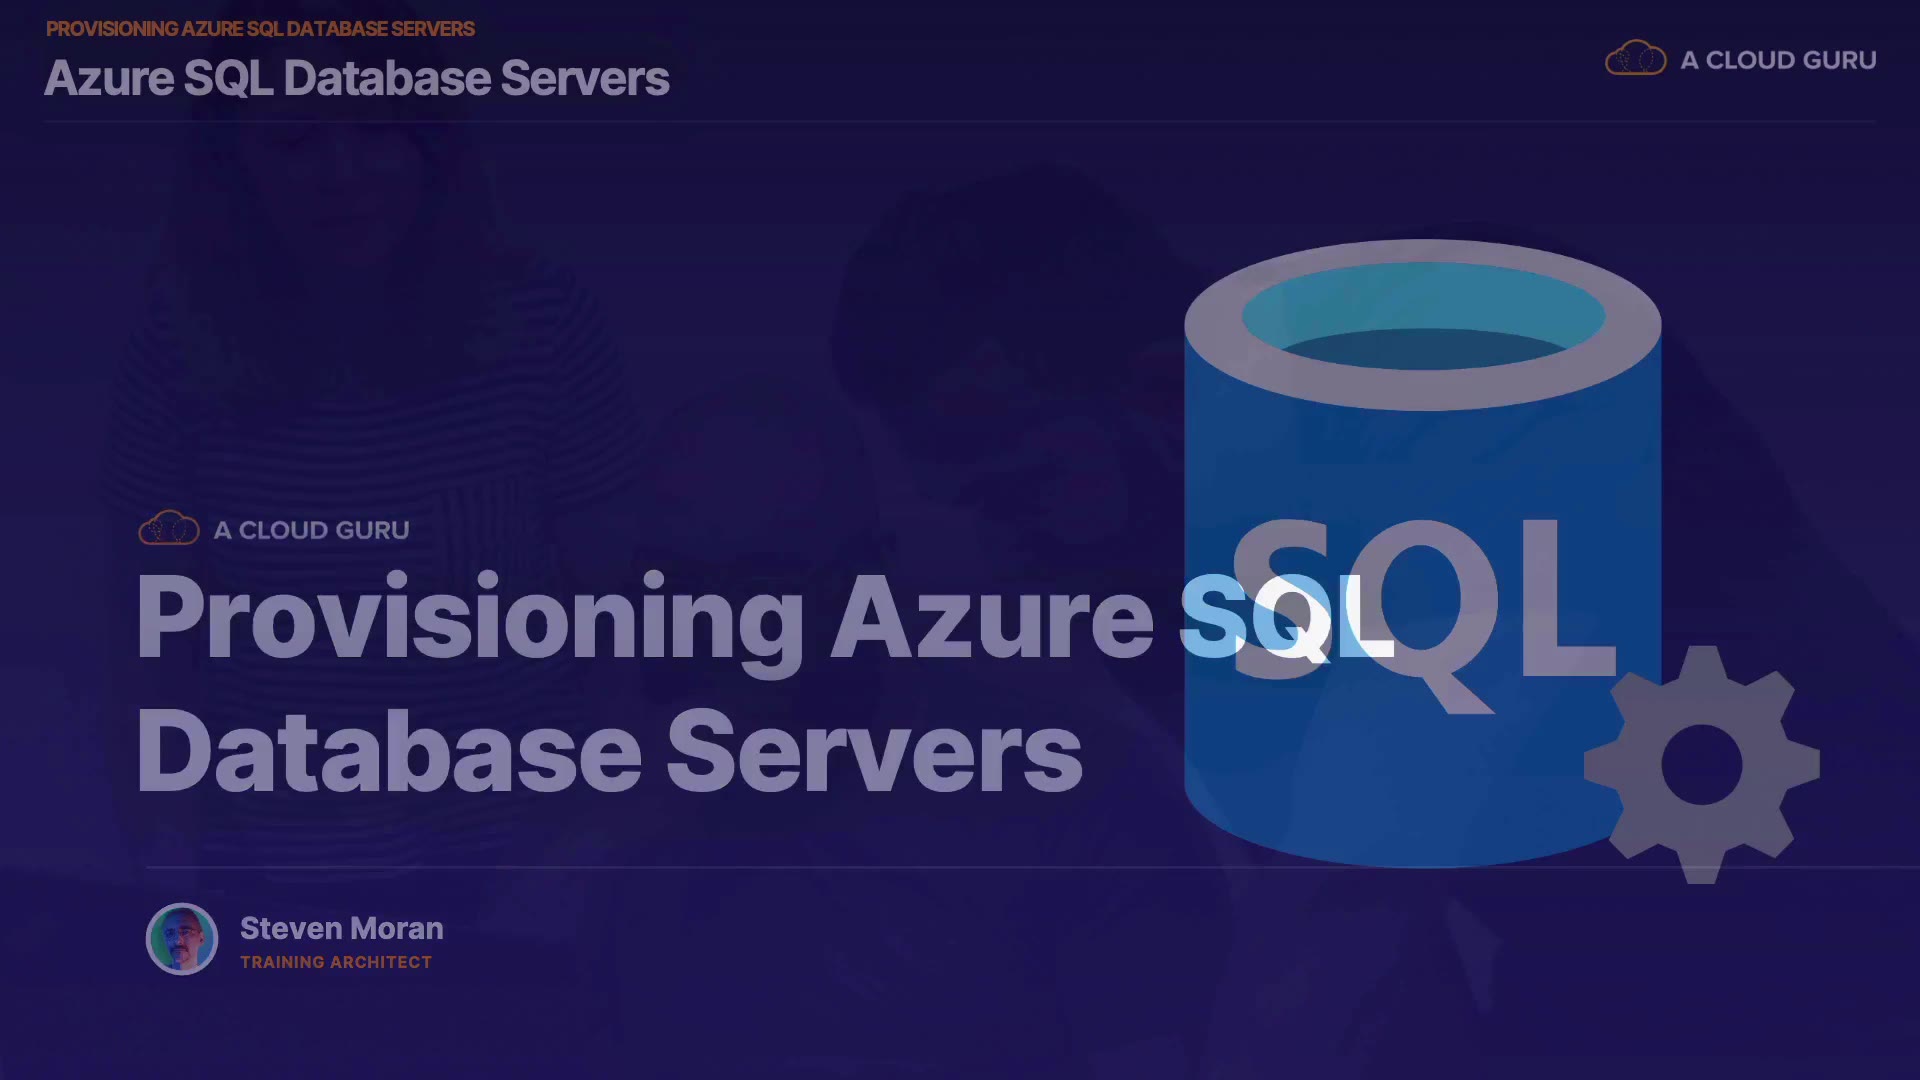 PROVISIONING AZURE SQL DATABASE SERVERS
Azure SQL Database Servers
A CLOUD GURU
SQL
A CLOUD GURU
Provisioning Azure SQL
Database Servers
Steven Moran
TRAINING ARCHITECT